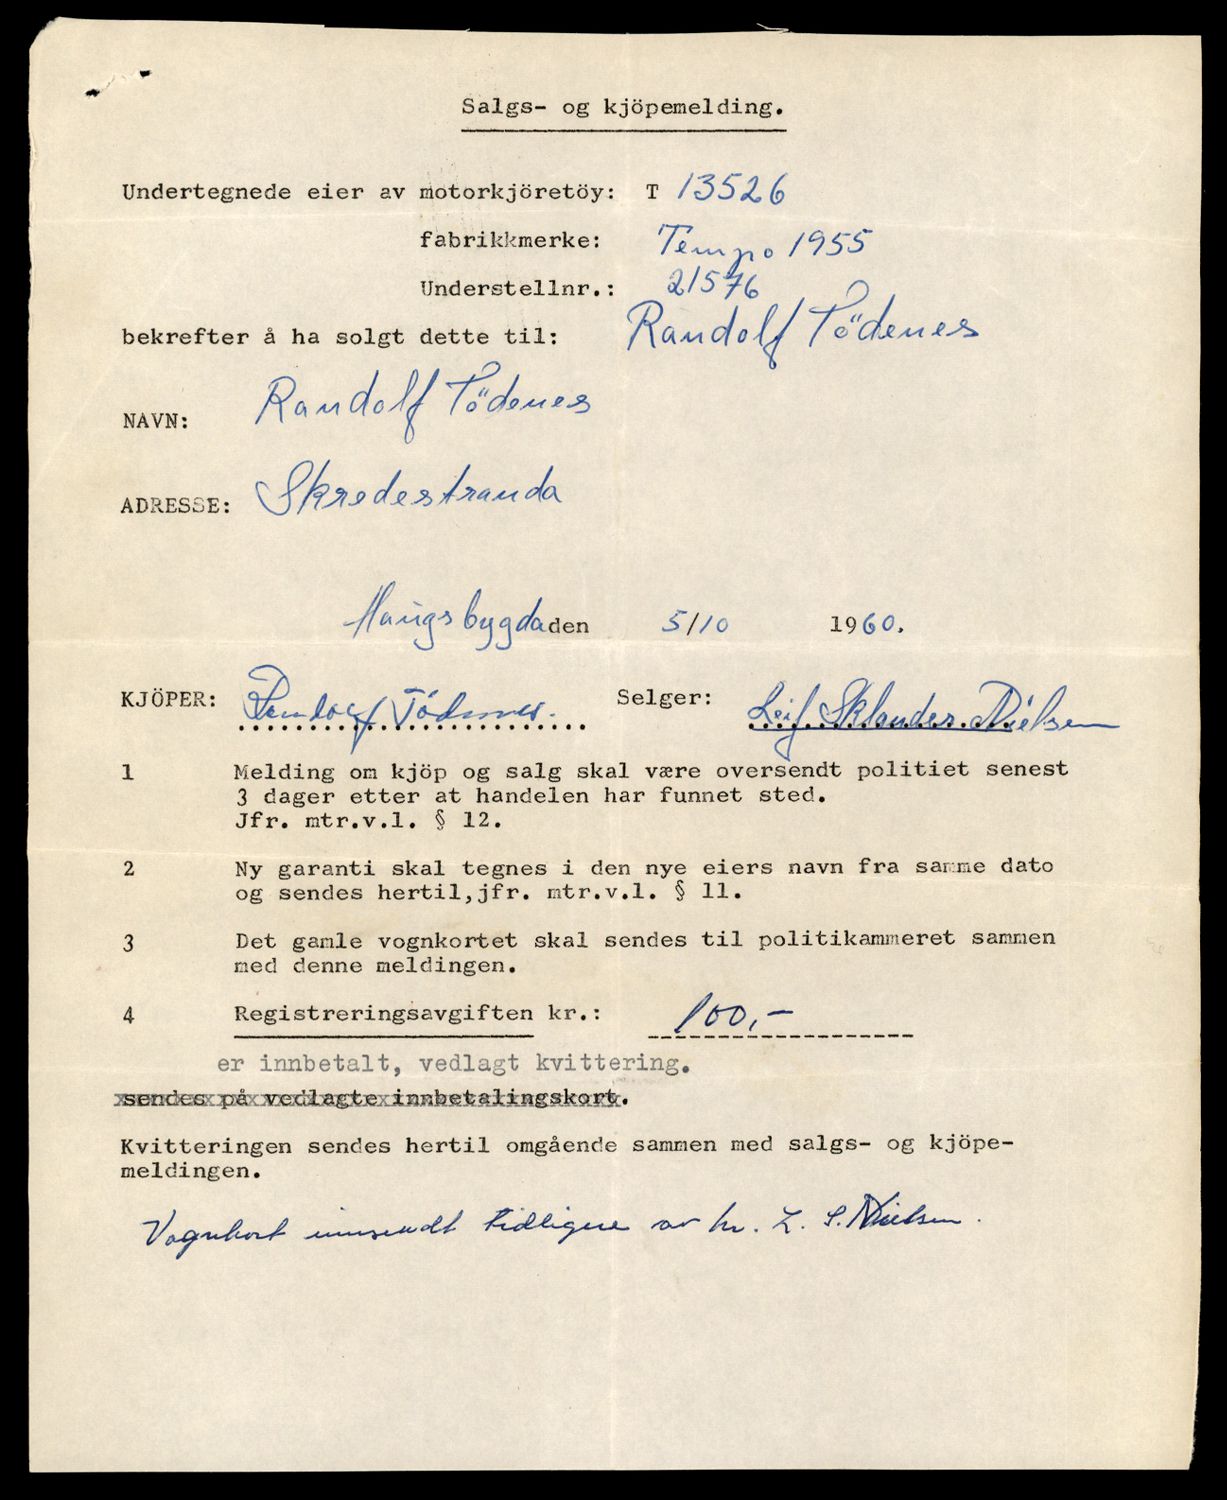 Salgs- og kjöpemelding.
Undertegnede eier av motorkjöretöy: T 13526
fabrikkmerke: Tempo 1955
Understellnr.: 21576
bekrefter å ha solgt dette til: Randolf Tödenes
NAVN: Randolf Tödenes
ADRESSE: Skredestranda
Haugsbygda den 5/10 1960.
KJÖPER: Randolf Tödenes. Selger: Leif Sklander Nielsen
1 Melding om kjöp og salg skal være oversendt politiet senest
3 dager etter at handelen har funnet sted.
Jfr. mtr.v.l. § 12.
2 Ny garanti skal tegnes i den nye eiers navn fra samme dato
og sendes hertil,jfr. mtr.v.l. § 11.
3 Det gamle vognkortet skal sendes til politikammeret sammen
med denne meldingen.
4 Registreringsavgiften kr.: 100,-
er innbetalt, vedlagt kvittering.
sendes på vedlagte innbetalingskort.
Kvitteringen sendes hertil omgående sammen med salgs- og kjöpe-
meldingen.
Vognkort innsendt tidligere av hr. L. S. Nielsen.